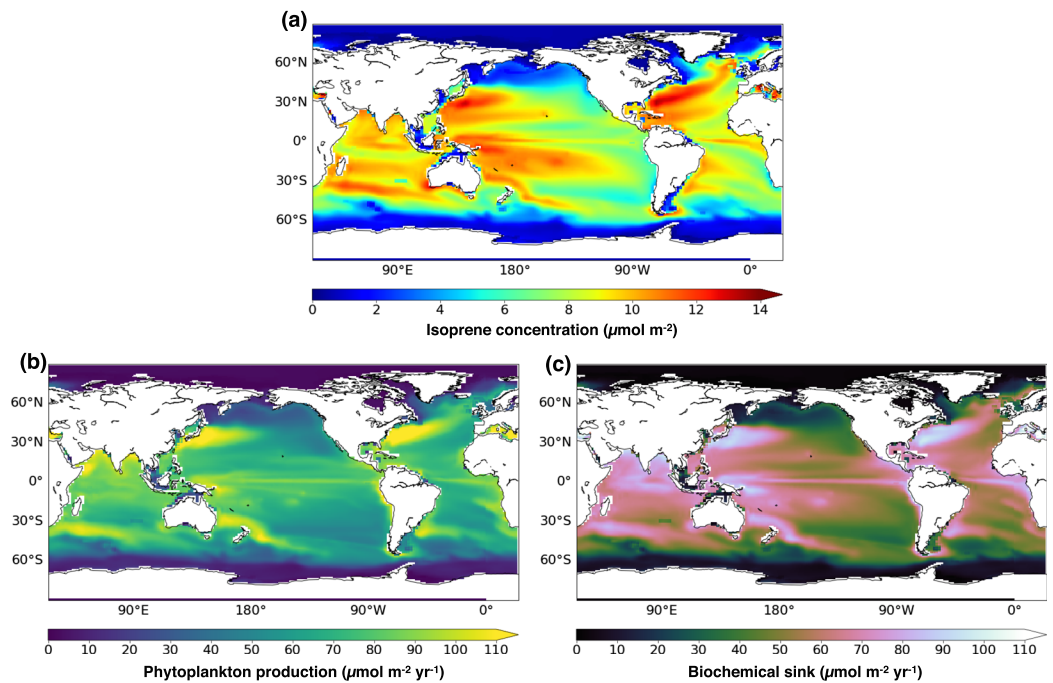 (a)
60°N
30°N
0°
30°S
60°S
90°E 180° 90°W 0°
0 2 4 6 8 10 12 14
Isoprene concentration (µmol m-2)
(b) (c)
60°N 60°N
30°N 30°N
0° 0°
30°S 30°S
60°S 60°S
90°E 180° 90°W 0° 90°E 180° 90°W 0°
0 10 20 30 40 50 60 70 80 90 100 110 0 10 20 30 40 50 60 70 80 90 100 110
Phytoplankton production (µmol m-2 yr-1) Biochemical sink (µmol m-2 yr-1)